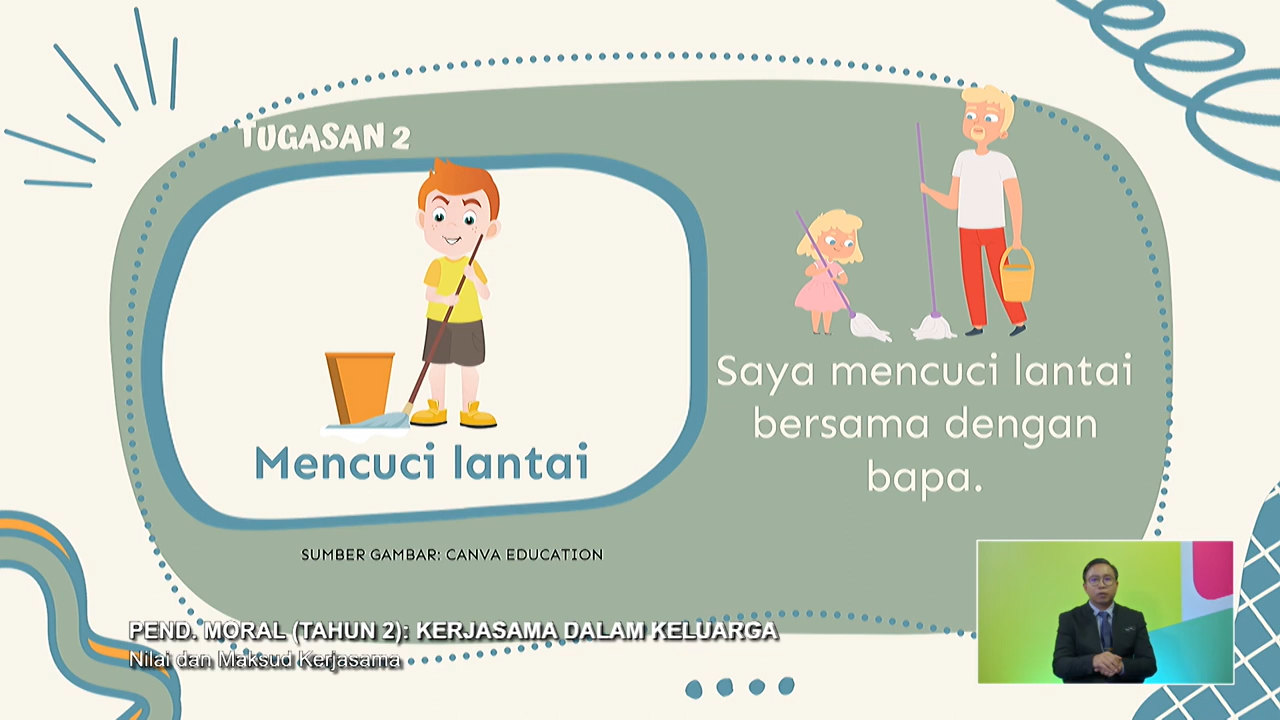 TUGASAN 2
Mencuci lantai
Saya mencuci lantai
bersama dengan
bapa.
SUMBER GAMBAR: CANVA EDUCATION
PEND. MORAL (TAHUN 2): KERJASAMA DALAM KELUARGA
Nilai dan Maksud Kerjasama